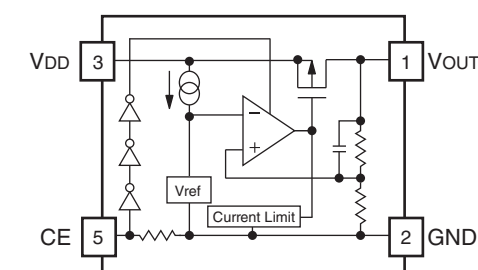 VDD 3 1 VOUT
−
+
Vref
Current Limit
CE 5 2 GND